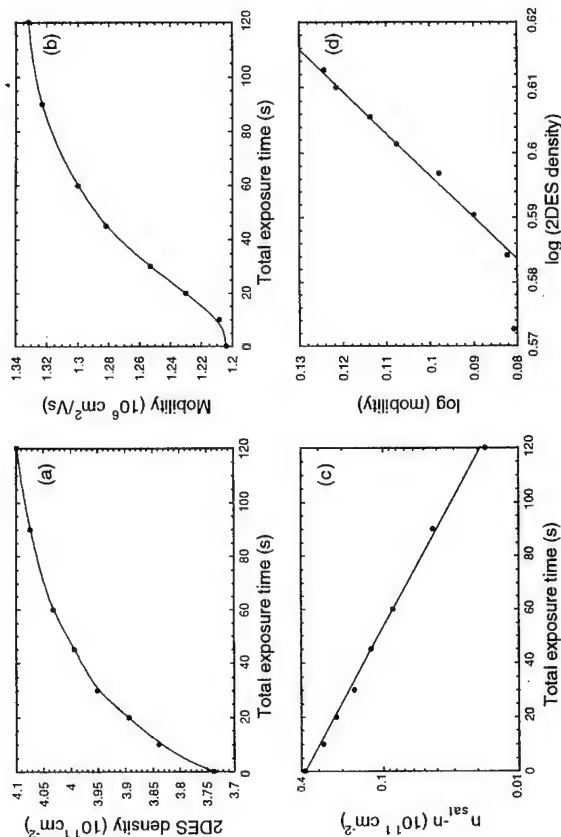 (a)
2DES density (10¹¹ cm⁻²)
4.1
4.05
4
3.95
3.9
3.85
3.8
3.75
3.7
0 20 40 60 80 100 120
Total exposure time (s)
(b)
Mobility (10⁶ cm²/Vs)
1.34
1.32
1.3
1.28
1.26
1.24
1.22
1.2
0 20 40 60 80 100 120
Total exposure time (s)
(c)
n_sat-n (10¹¹ cm⁻²)
0.4
0.1
0.01
0 20 40 60 80 100 120
Total exposure time (s)
(d)
log (mobility)
0.13
0.12
0.11
0.1
0.09
0.08
0.57 0.58 0.59 0.6 0.61 0.62
log (2DES density)